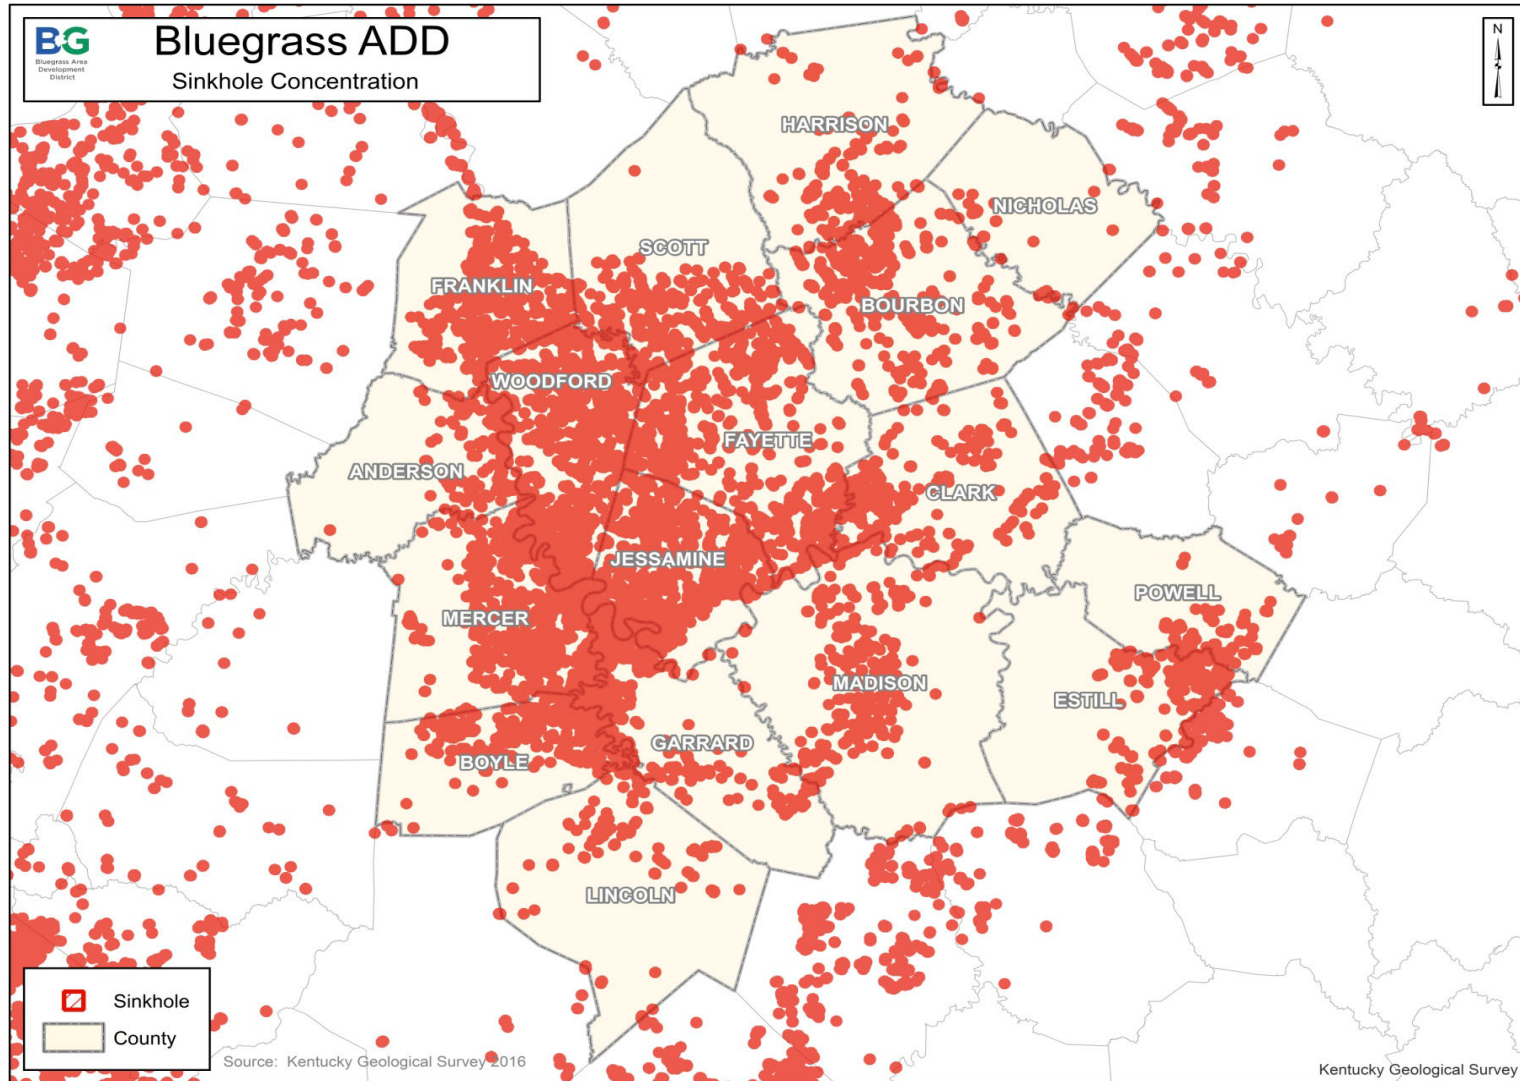 BG
Bluegrass Area
Development
District
Bluegrass ADD
Sinkhole Concentration
N
HARRISON
NICHOLAS
SCOTT
FRANKLIN
BOURBON
WOODFORD
FAYETTE
ANDERSON
CLARK
JESSAMINE
POWELL
MERCER
MADISON
ESTILL
GARRARD
BOYLE
LINCOLN
Sinkhole
County
Source: Kentucky Geological Survey 2016
Kentucky Geological Survey